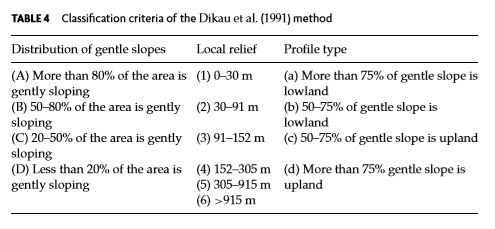 TABLE 4 Classification criteria of the Dikau et al. (1991) method
Distribution of gentle slopes Local relief Profile type
(A) More than 80% of the area is (1) 0–30 m (a) More than 75% of gentle slope is
gently sloping lowland
(B) 50–80% of the area is gently (2) 30–91 m (b) 50–75% of gentle slope is
sloping lowland
(C) 20–50% of the area is gently (3) 91–152 m (c) 50–75% of gentle slope is upland
sloping
(D) Less than 20% of the area is (4) 152–305 m (d) More than 75% gentle slope is
gently sloping (5) 305–915 m upland
(6) >915 m